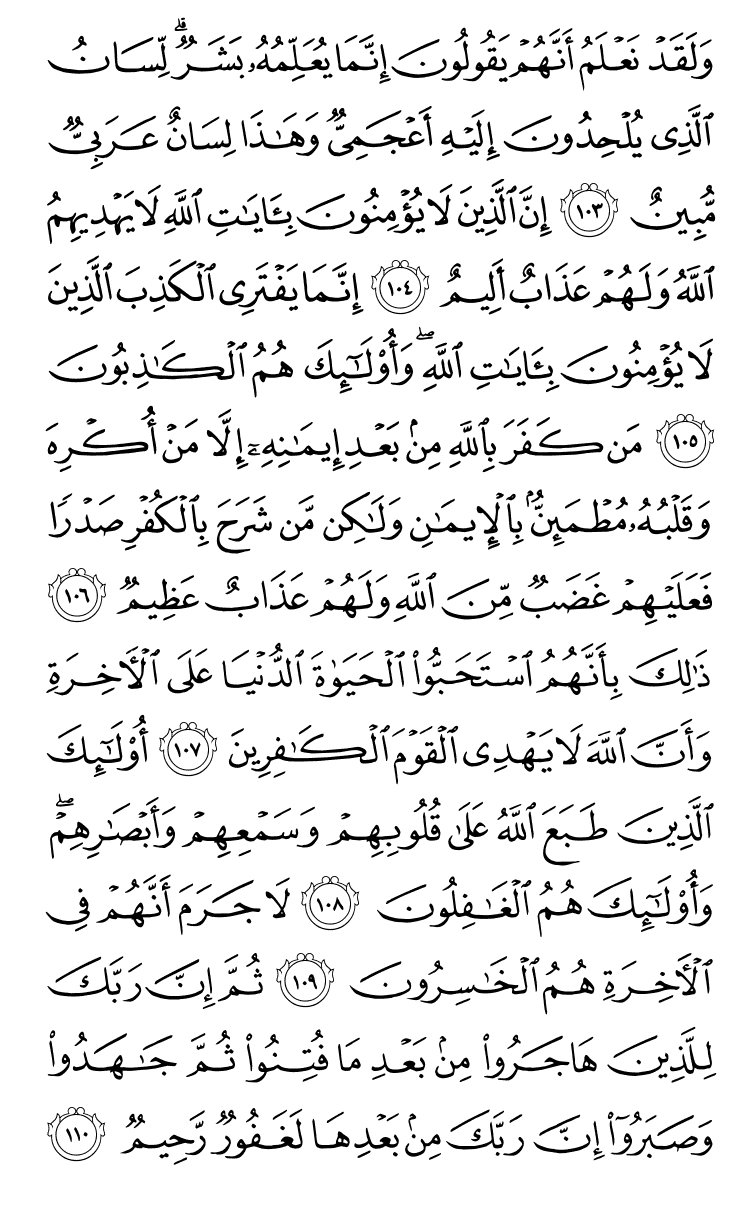 وَلَقَدۡ نَعۡلَمُ أَنَّهُمۡ يَقُولُونَ إِنَّمَا يُعَلِّمُهُۥ بَشَرٞۗ لِّسَانُ
ٱلَّذِي يُلۡحِدُونَ إِلَيۡهِ أَعۡجَمِيّٞ وَهَٰذَا لِسَانٌ عَرَبِيّٞ
مُّبِينٌ ١٠٣ إِنَّ ٱلَّذِينَ لَا يُؤۡمِنُونَ بِـَٔايَٰتِ ٱللَّهِ لَا يَهۡدِيهِمُ
ٱللَّهُ وَلَهُمۡ عَذَابٌ أَلِيمٌ ١٠٤ إِنَّمَا يَفۡتَرِي ٱلۡكَذِبَ ٱلَّذِينَ
لَا يُؤۡمِنُونَ بِـَٔايَٰتِ ٱللَّهِۖ وَأُوْلَٰٓئِكَ هُمُ ٱلۡكَٰذِبُونَ
١٠٥ مَن كَفَرَ بِٱللَّهِ مِنۢ بَعۡدِ إِيمَٰنِهِۦٓ إِلَّا مَنۡ أُكۡرِهَ
وَقَلۡبُهُۥ مُطۡمَئِنُّۢ بِٱلۡإِيمَٰنِ وَلَٰكِن مَّن شَرَحَ بِٱلۡكُفۡرِ صَدۡرٗا
فَعَلَيۡهِمۡ غَضَبٞ مِّنَ ٱللَّهِ وَلَهُمۡ عَذَابٌ عَظِيمٞ ١٠٦
ذَٰلِكَ بِأَنَّهُمُ ٱسۡتَحَبُّواْ ٱلۡحَيَوٰةَ ٱلدُّنۡيَا عَلَى ٱلۡأٓخِرَةِ
وَأَنَّ ٱللَّهَ لَا يَهۡدِي ٱلۡقَوۡمَ ٱلۡكَٰفِرِينَ ١٠٧ أُوْلَٰٓئِكَ
ٱلَّذِينَ طَبَعَ ٱللَّهُ عَلَىٰ قُلُوبِهِمۡ وَسَمۡعِهِمۡ وَأَبۡصَٰرِهِمۡۖ
وَأُوْلَٰٓئِكَ هُمُ ٱلۡغَٰفِلُونَ ١٠٨ لَا جَرَمَ أَنَّهُمۡ فِي
ٱلۡأٓخِرَةِ هُمُ ٱلۡخَٰسِرُونَ ١٠٩ ثُمَّ إِنَّ رَبَّكَ
لِلَّذِينَ هَاجَرُواْ مِنۢ بَعۡدِ مَا فُتِنُواْ ثُمَّ جَٰهَدُواْ
وَصَبَرُوٓاْ إِنَّ رَبَّكَ مِنۢ بَعۡدِهَا لَغَفُورٞ رَّحِيمٞ ١١٠